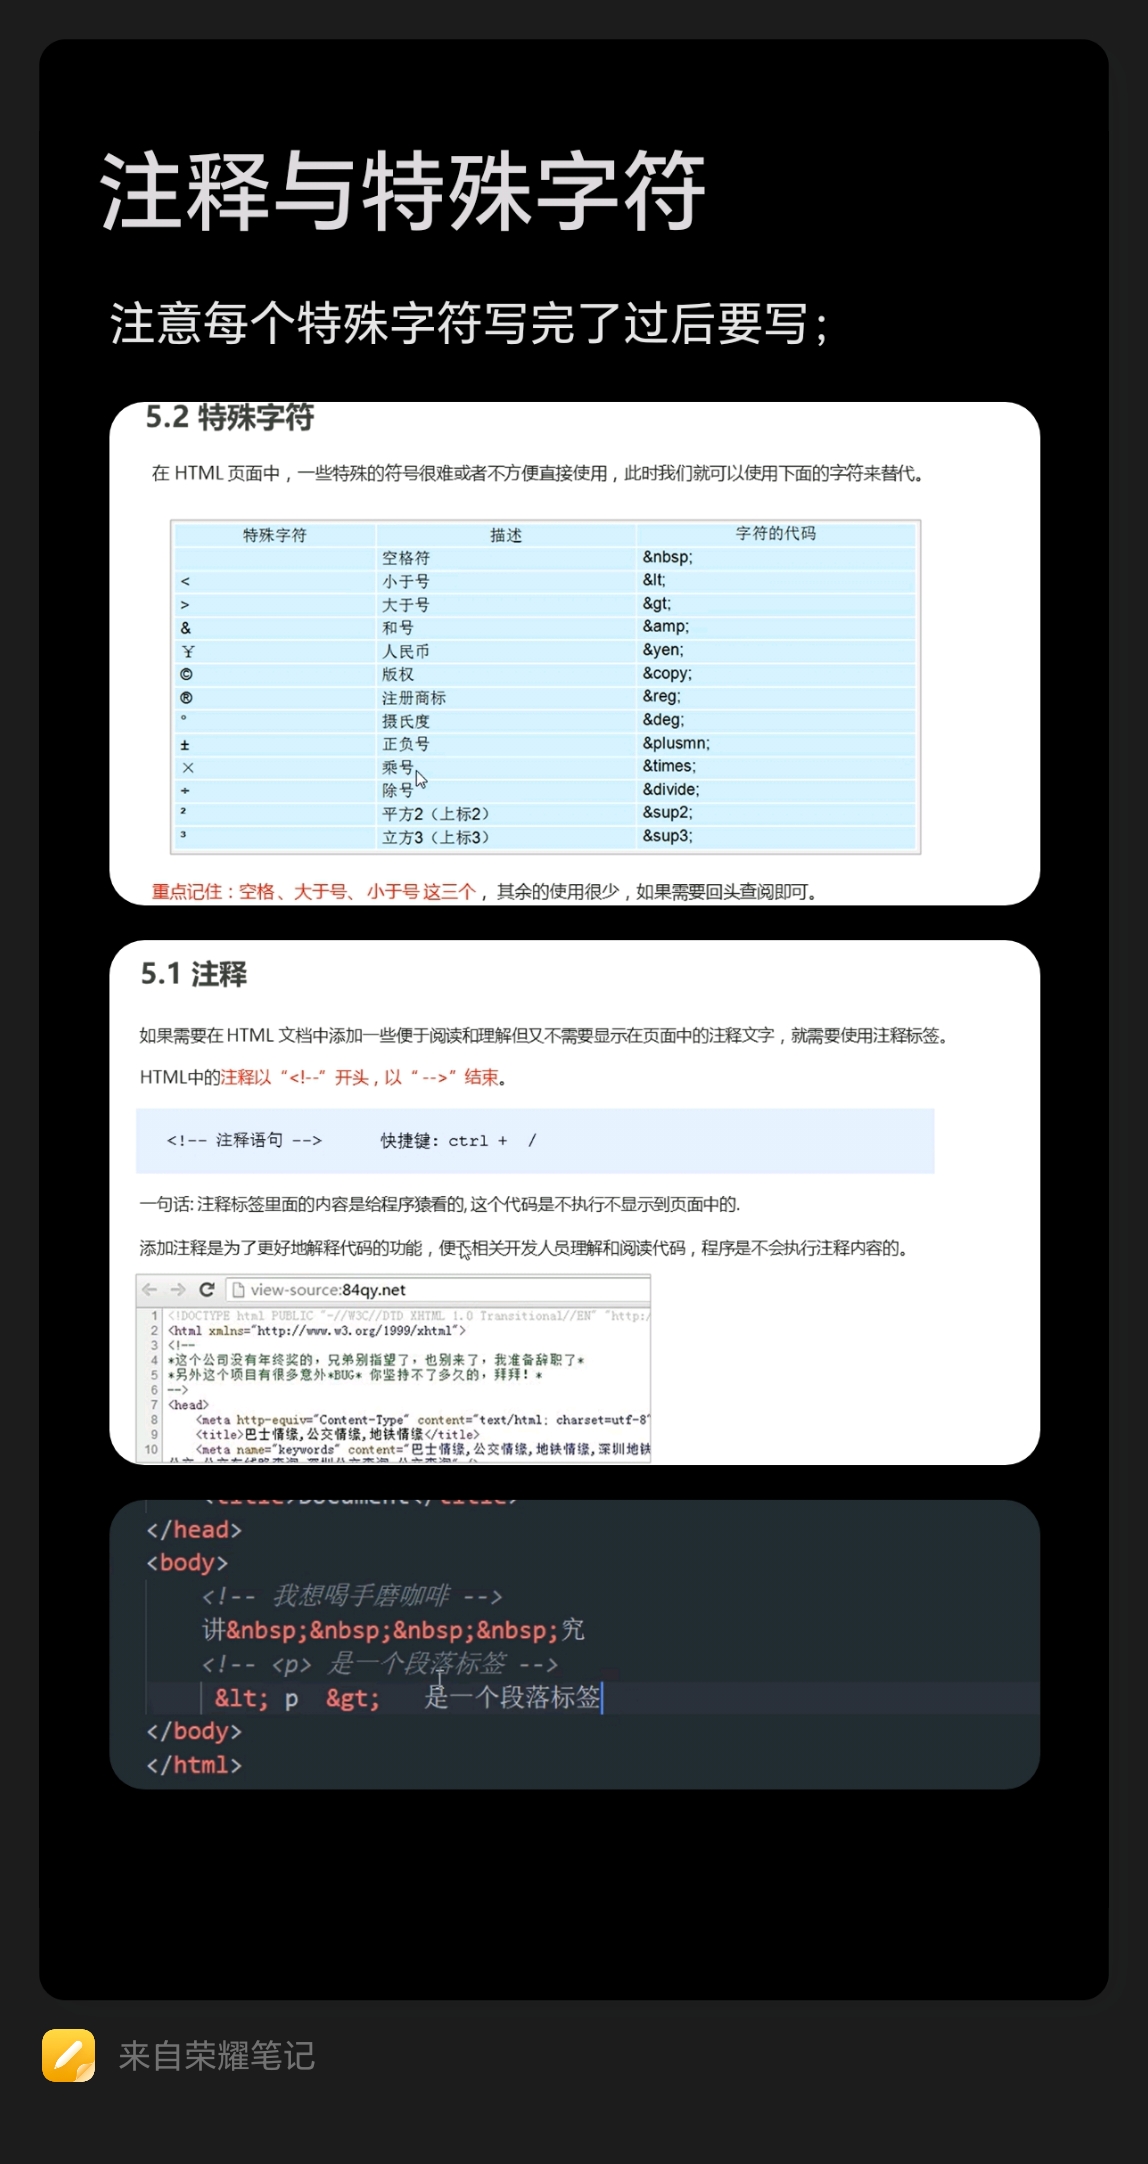 注释与特殊字符
注意每个特殊字符写完了过后要写;
5.2 特殊字符
在 HTML 页面中，一些特殊的符号很难或者不方便直接使用，此时我们就可以使用下面的字符来替代。
特殊字符 描述 字符的代码
空格符 &nbsp;
< 小于号 &lt;
> 大于号 &gt;
& 和号 &amp;
¥ 人民币 &yen;
© 版权 &copy;
® 注册商标 &reg;
° 摄氏度 &deg;
± 正负号 &plusmn;
× 乘号 &times;
÷ 除号 &divide;
² 平方2（上标2） &sup2;
³ 立方3（上标3） &sup3;
重点记住：空格、大于号、小于号 这三个，其余的使用很少，如果需要回头查阅即可。
5.1 注释
如果需要在 HTML 文档中添加一些便于阅读和理解但又不需要显示在页面中的注释文字，就需要使用注释标签。
HTML中的注释以“<!--”开头，以“-->”结束。
<!-- 注释语句 --> 快捷键: ctrl + /
一句话: 注释标签里面的内容是给程序猿看的, 这个代码是不执行不显示到页面中的.
添加注释是为了更好地解释代码的功能，便于相关开发人员理解和阅读代码，程序是不会执行注释内容的。
view-source:84qy.net
1 <!DOCTYPE html PUBLIC "-//W3C//DTD XHTML 1.0 Transitional//EN" "http:/
2 <html xmlns="http://www.w3.org/1999/xhtml">
3 <!--
4 *这个公司没有年终奖的，兄弟别指望了，也别来了，我准备辞职了*
5 *另外这个项目有很多意外*BUG* 你坚持不了多久的，拜拜！*
6 -->
7 <head>
8 <meta http-equiv="Content-Type" content="text/html; charset=utf-8"
9 <title>巴士情缘,公交情缘,地铁情缘</title>
10 <meta name="keywords" content="巴士情缘,公交情缘,地铁情缘,深圳地铁
<title>Document</title>
</head>
<body>
<!-- 我想喝手磨咖啡 -->
讲&nbsp;&nbsp;&nbsp;&nbsp;究
<!-- <p> 是一个段落标签 -->
&lt; p &gt; 是一个段落标签
</body>
</html>
来自荣耀笔记